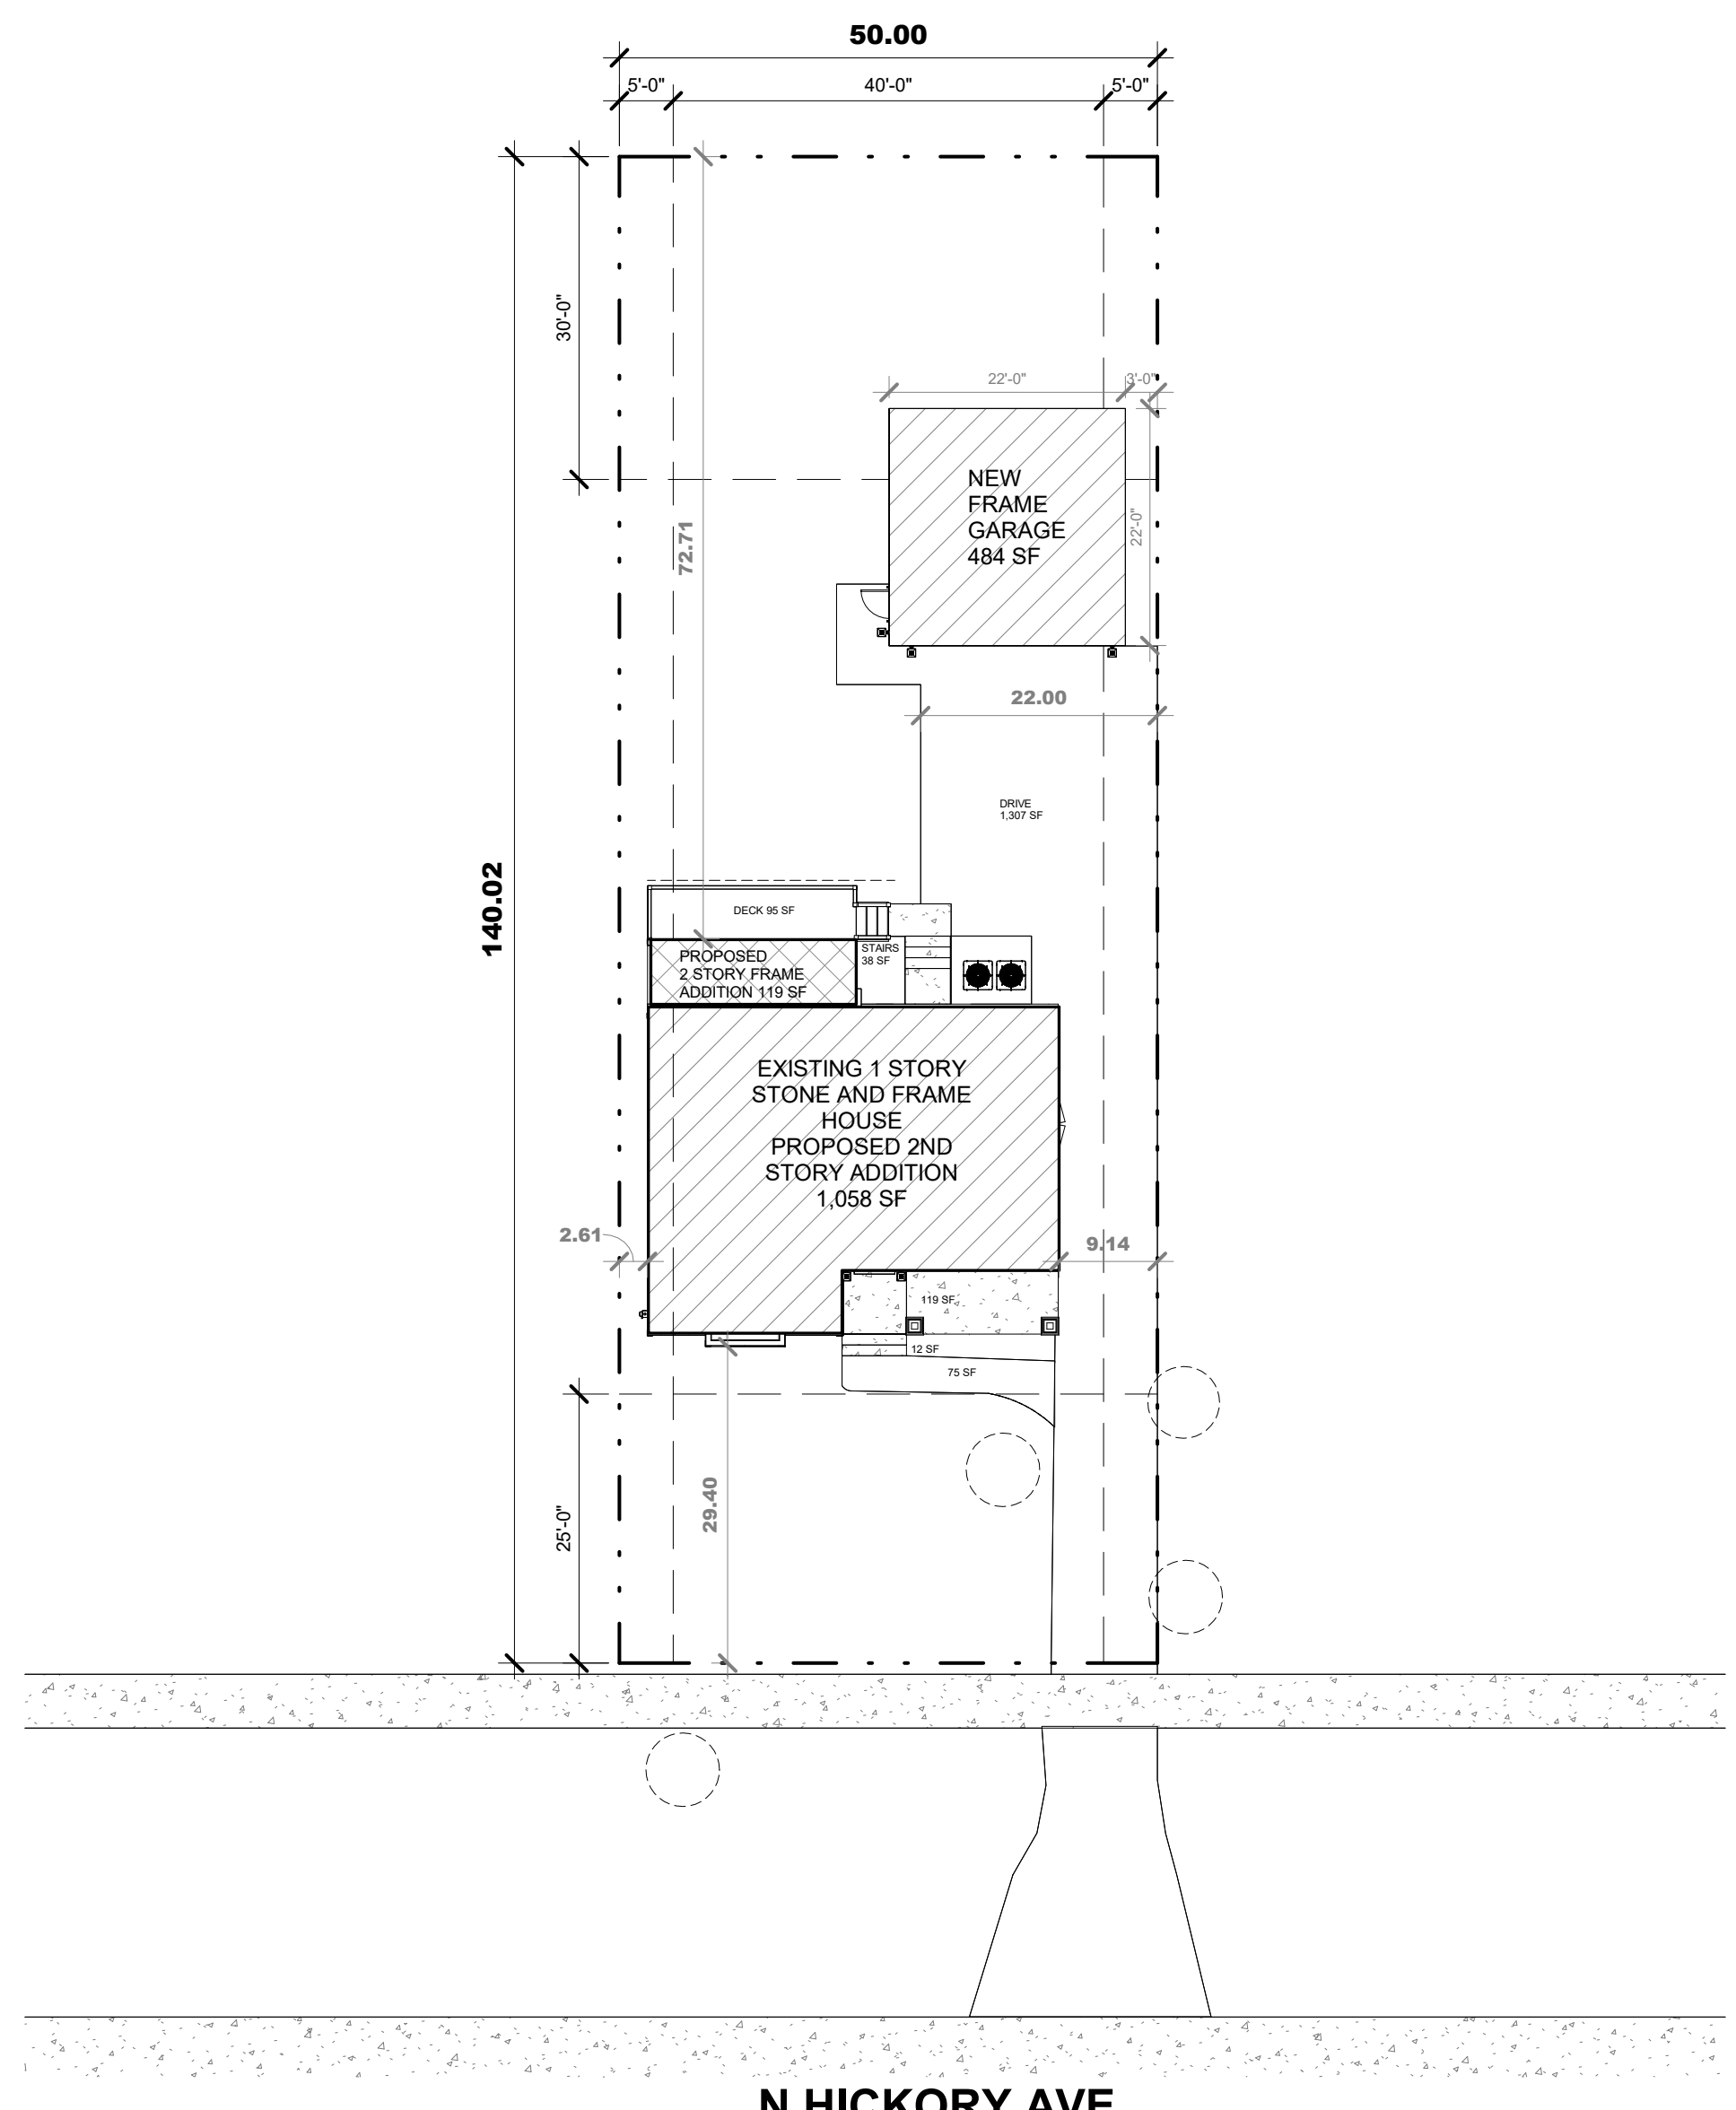 50.00
5'-0"
40'-0"
5'-0"
30'-0"
22'-0"
3'-0"
NEW
FRAME
GARAGE
484 SF
22'-0"
72.71
22.00
DRIVE
1,307 SF
140.02
DECK 95 SF
STAIRS
38 SF
PROPOSED
2 STORY FRAME
ADDITION 119 SF
EXISTING 1 STORY
STONE AND FRAME
HOUSE
PROPOSED 2ND
STORY ADDITION
1,058 SF
2.61
9.14
119 SF
12 SF
75 SF
29.40
25'-0"
N HICKORY AVE